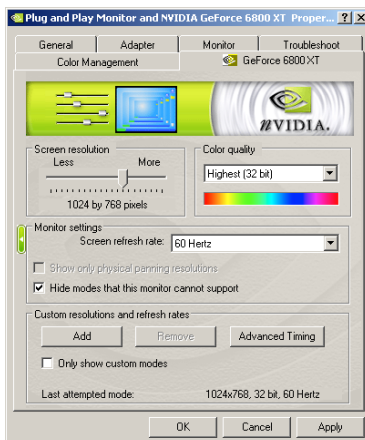 Plug and Play Monitor and NVIDIA GeForce 6800 XT Proper...
General Adapter Monitor Troubleshoot
Color Management GeForce 6800 XT
NVIDIA.
Screen resolution
Less More
1024 by 768 pixels
Color quality
Highest (32 bit)
Monitor settings
Screen refresh rate: 60 Hertz
Show only physical panning resolutions
Hide modes that this monitor cannot support
Custom resolutions and refresh rates
Add Remove Advanced Timing
Only show custom modes
Last attempted mode: 1024x768, 32 bit, 60 Hertz
OK Cancel Apply